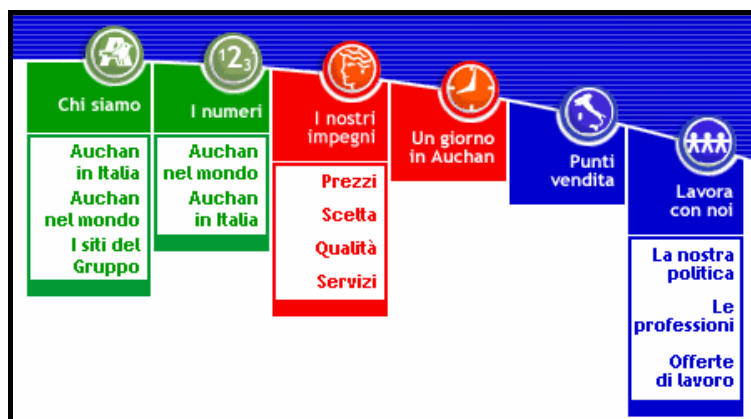 Chi siamo
Auchan
in Italia
Auchan
nel mondo
I siti del
Gruppo
123
I numeri
Auchan
nel mondo
Auchan
in Italia
I nostri
impegni
Prezzi
Scelta
Qualità
Servizi
Un giorno
in Auchan
Punti
vendita
Lavora
con noi
La nostra
politica
Le
professioni
Offerte
di lavoro